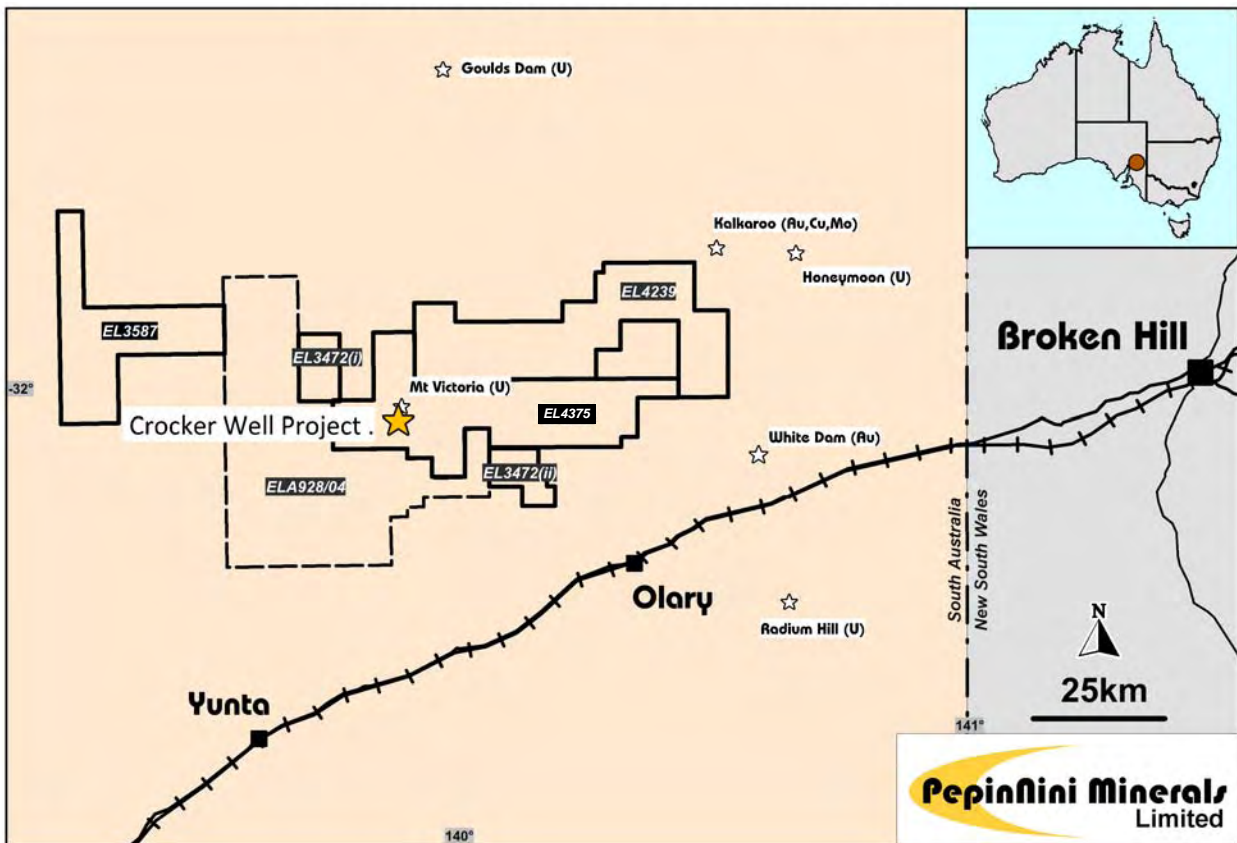 Goulds Dam (U)
Kalkaroo (Au,Cu,Mo)
Honeymoon (U)
EL4239
EL3587
Broken Hill
EL3472(i)
-32°
Mt Victoria (U)
EL4375
Crocker Well Project .
White Dam (Au)
EL3472(ii)
ELA928/04
South Australia
New South Wales
Olary
Radium Hill (U)
N
25km
Yunta
141°
140°
PepinNini Minerals
Limited